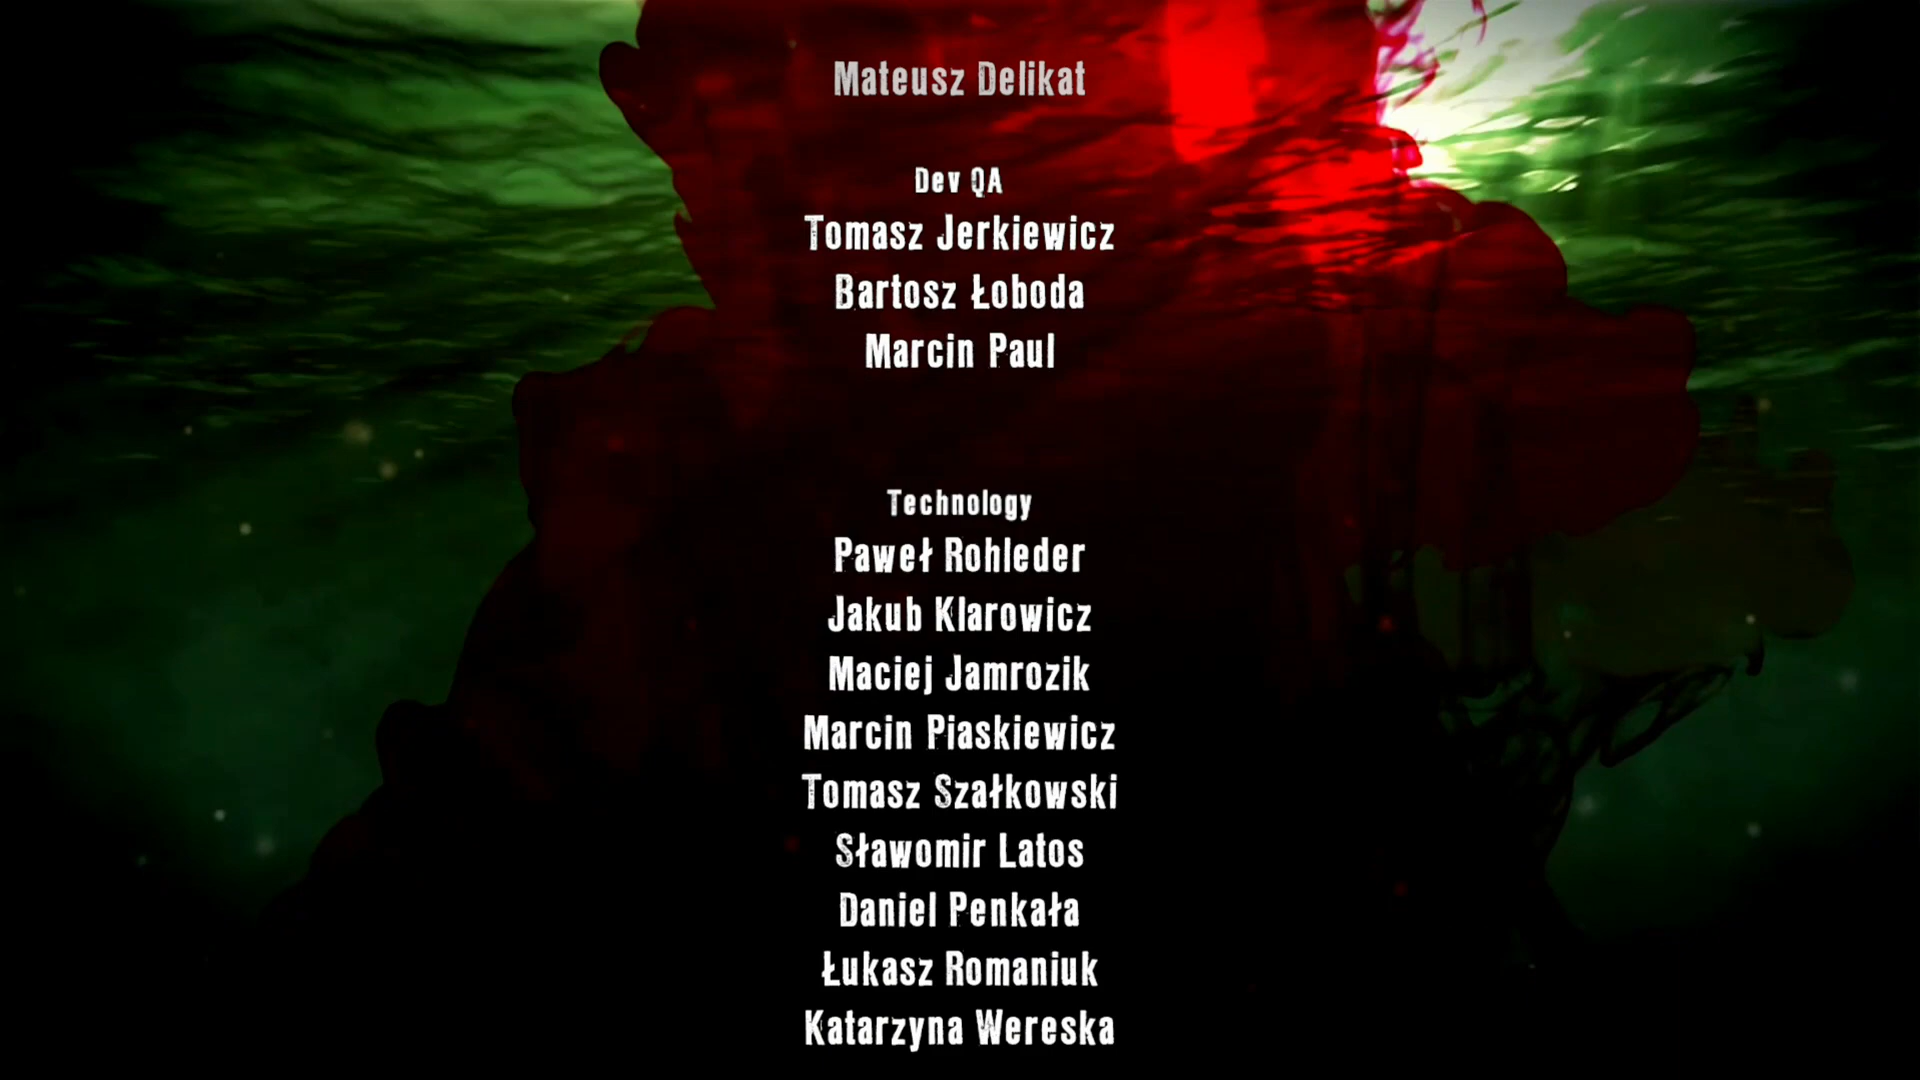 Mateusz Delikat
Dev QA
Tomasz Jerkiewicz
Bartosz Łoboda
Marcin Paul
Technology
Paweł Rohleder
Jakub Klarowicz
Maciej Jamrozik
Marcin Piaskiewicz
Tomasz Szałkowski
Sławomir Latos
Daniel Penkała
Łukasz Romaniuk
Katarzyna Wereska